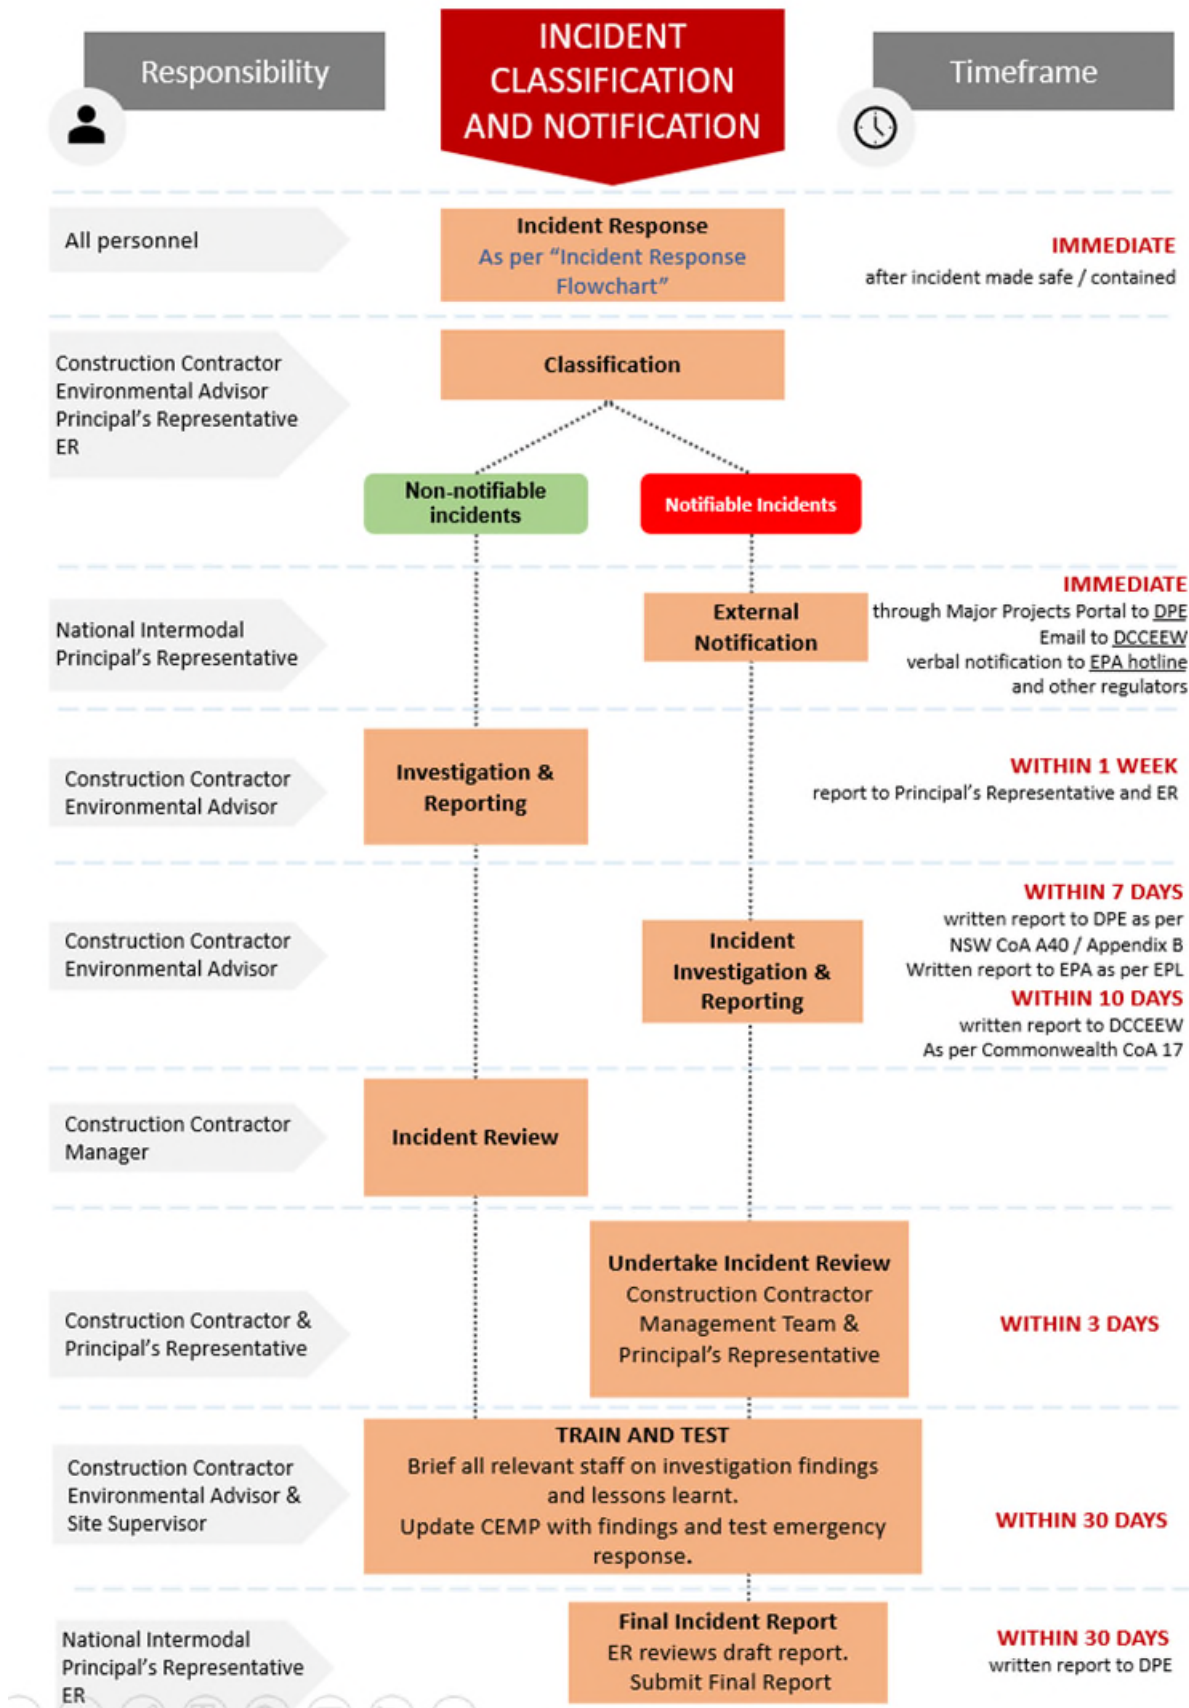 Responsibility
INCIDENT
CLASSIFICATION
AND NOTIFICATION
Timeframe
All personnel
Incident Response
As per “Incident Response
Flowchart”
IMMEDIATE
after incident made safe / contained
Construction Contractor
Environmental Advisor
Principal’s Representative
ER
Classification
Non-notifiable
incidents
Notifiable Incidents
National Intermodal
Principal’s Representative
External
Notification
IMMEDIATE
through Major Projects Portal to DPE
Email to DCCEEW
verbal notification to EPA hotline
and other regulators
Construction Contractor
Environmental Advisor
Investigation &
Reporting
WITHIN 1 WEEK
report to Principal’s Representative and ER
Construction Contractor
Environmental Advisor
Incident
Investigation &
Reporting
WITHIN 7 DAYS
written report to DPE as per
NSW CoA A40 / Appendix B
Written report to EPA as per EPL
WITHIN 10 DAYS
written report to DCCEEW
As per Commonwealth CoA 17
Construction Contractor
Manager
Incident Review
Construction Contractor &
Principal’s Representative
Undertake Incident Review
Construction Contractor
Management Team &
Principal’s Representative
WITHIN 3 DAYS
Construction Contractor
Environmental Advisor &
Site Supervisor
TRAIN AND TEST
Brief all relevant staff on investigation findings
and lessons learnt.
Update CEMP with findings and test emergency
response.
WITHIN 30 DAYS
National Intermodal
Principal’s Representative
ER
Final Incident Report
ER reviews draft report.
Submit Final Report
WITHIN 30 DAYS
written report to DPE